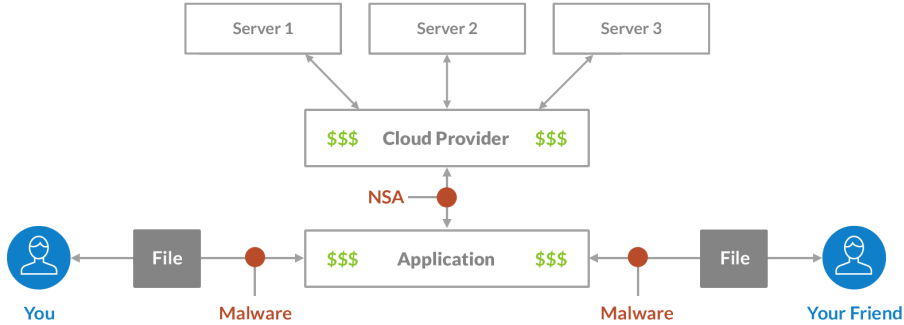 Server 1
Server 2
Server 3
$$$ Cloud Provider $$$
NSA
File
$$$ Application $$$
File
You
Malware
Malware
Your Friend